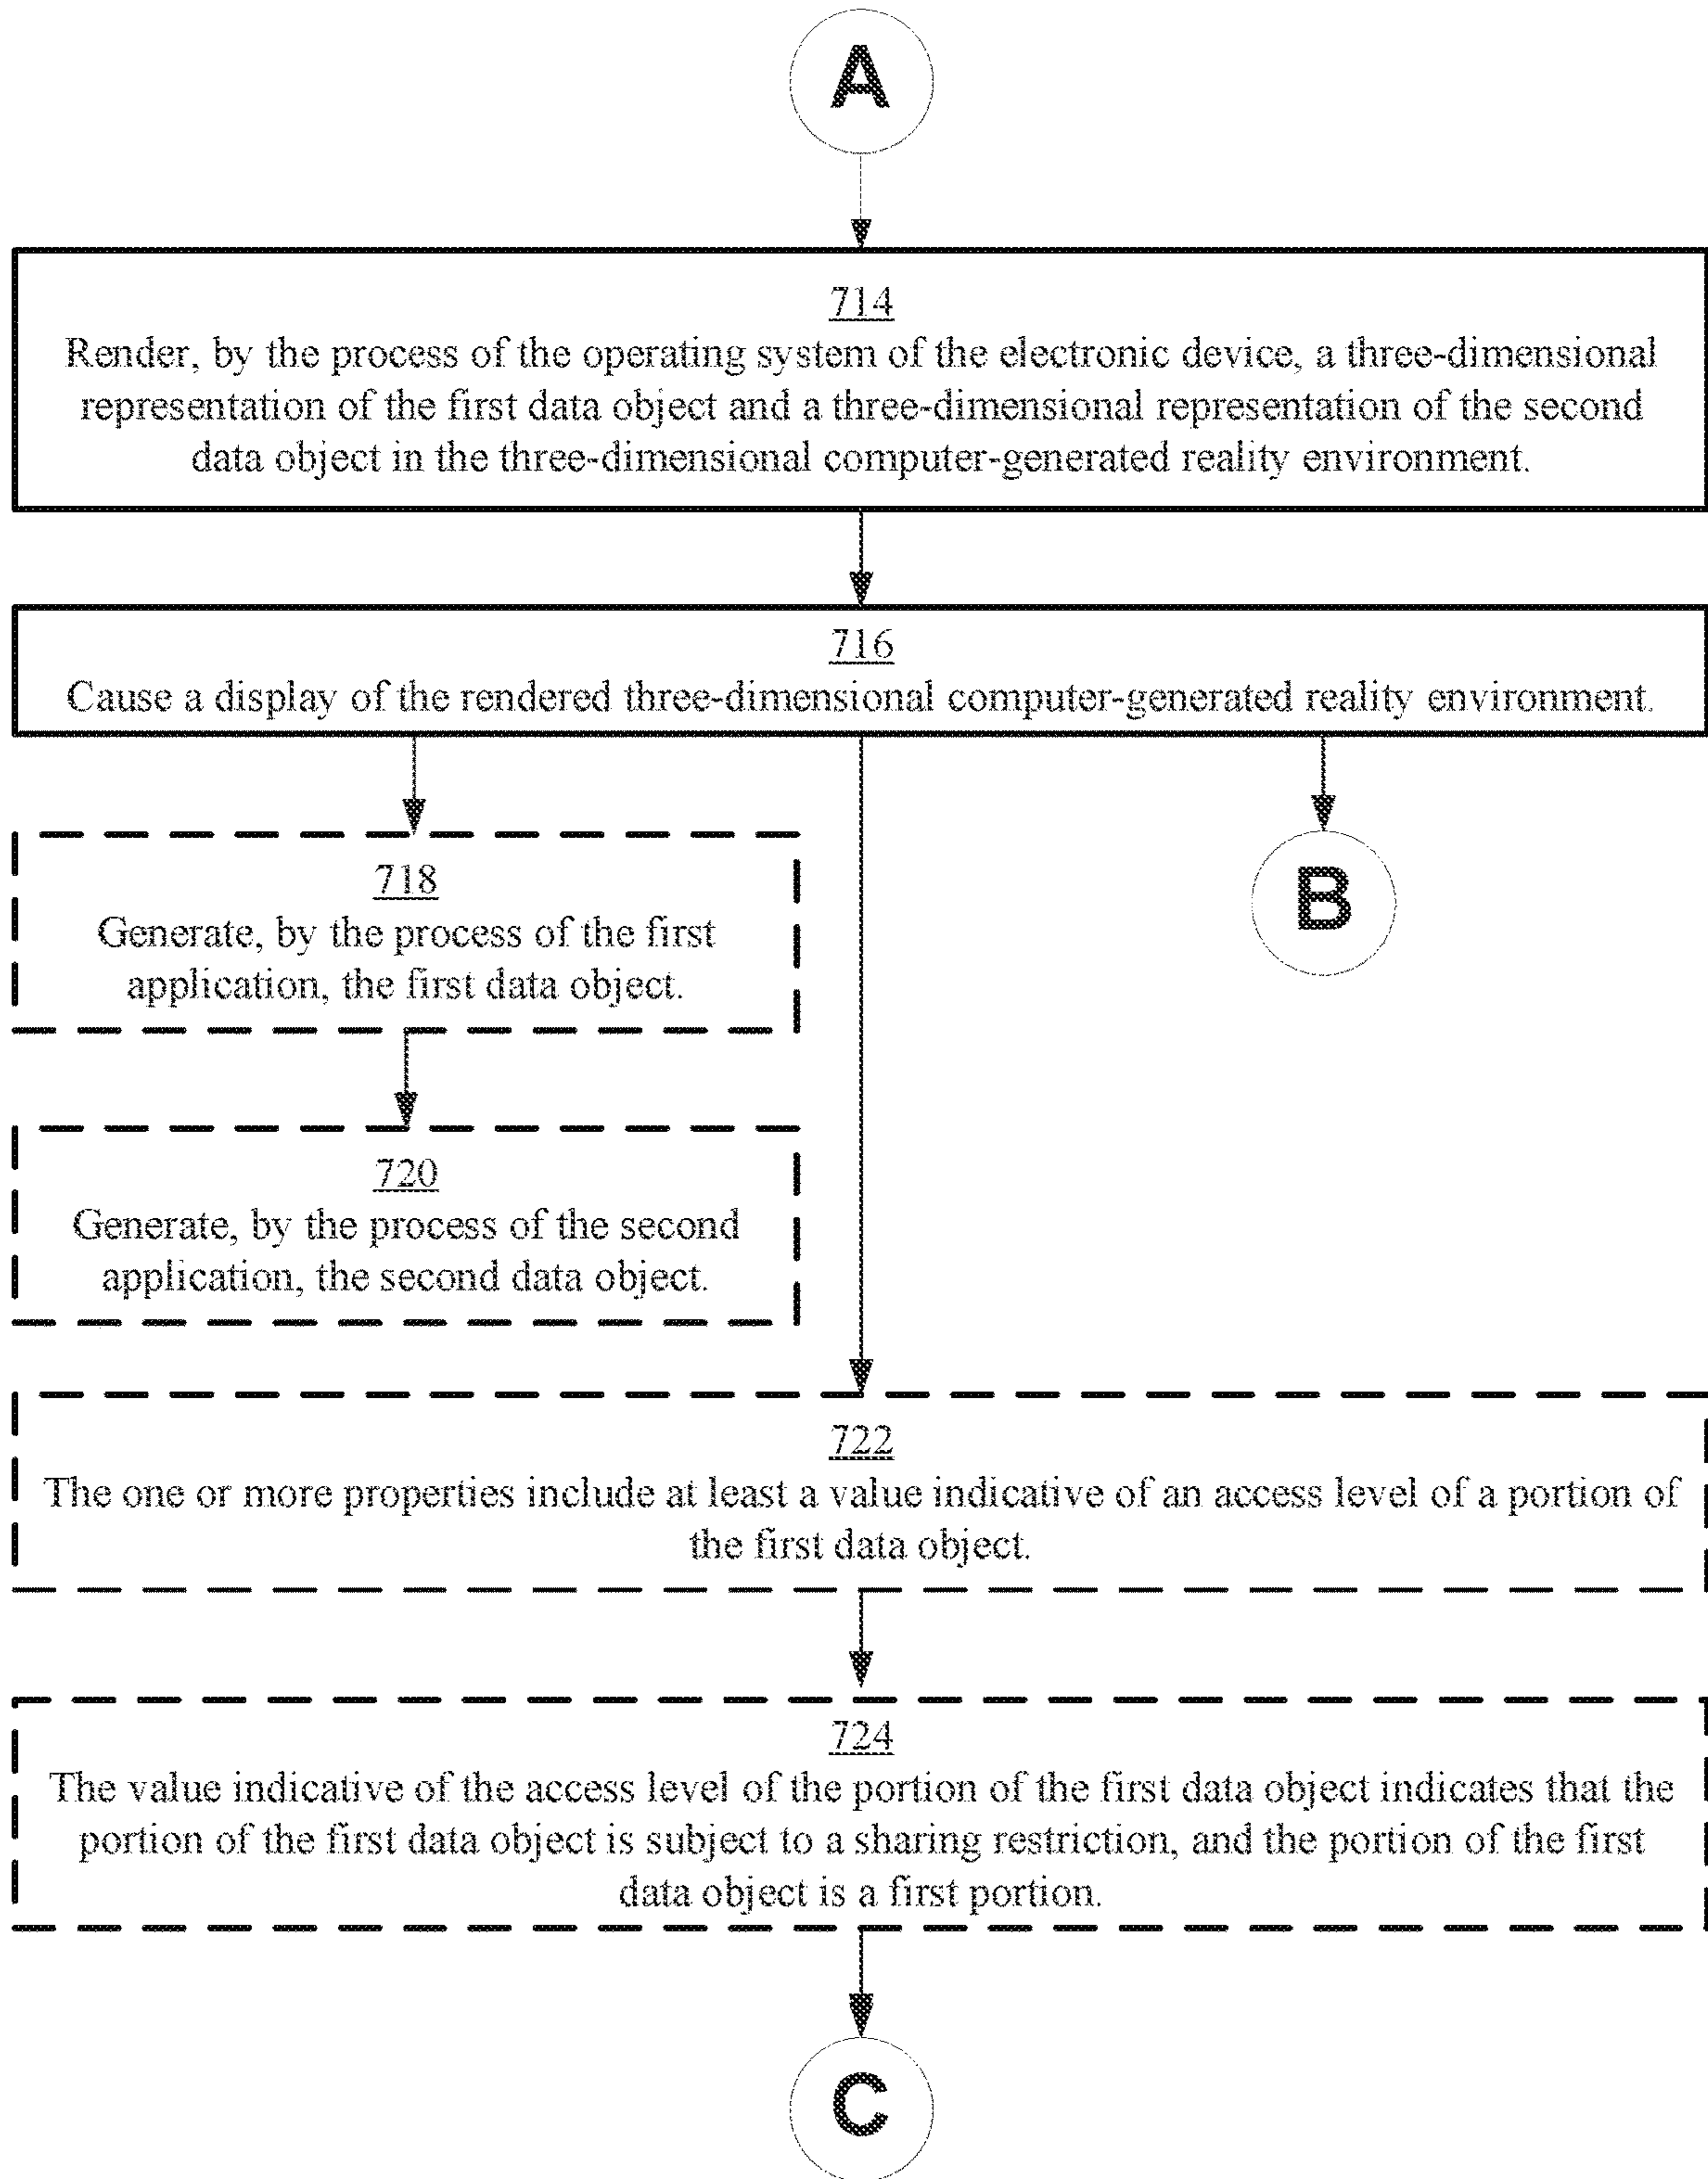 A
714
Render, by the process of the operating system of the electronic device, a three-dimensional
representation of the first data object and a three-dimensional representation of the second
data object in the three-dimensional computer-generated reality environment.
716
Cause a display of the rendered three-dimensional computer-generated reality environment.
718
Generate, by the process of the first
application, the first data object.
B
720
Generate, by the process of the second
application, the second data object.
722
The one or more properties include at least a value indicative of an access level of a portion of
the first data object.
724
The value indicative of the access level of the portion of the first data object indicates that the
portion of the first data object is subject to a sharing restriction, and the portion of the first
data object is a first portion.
C